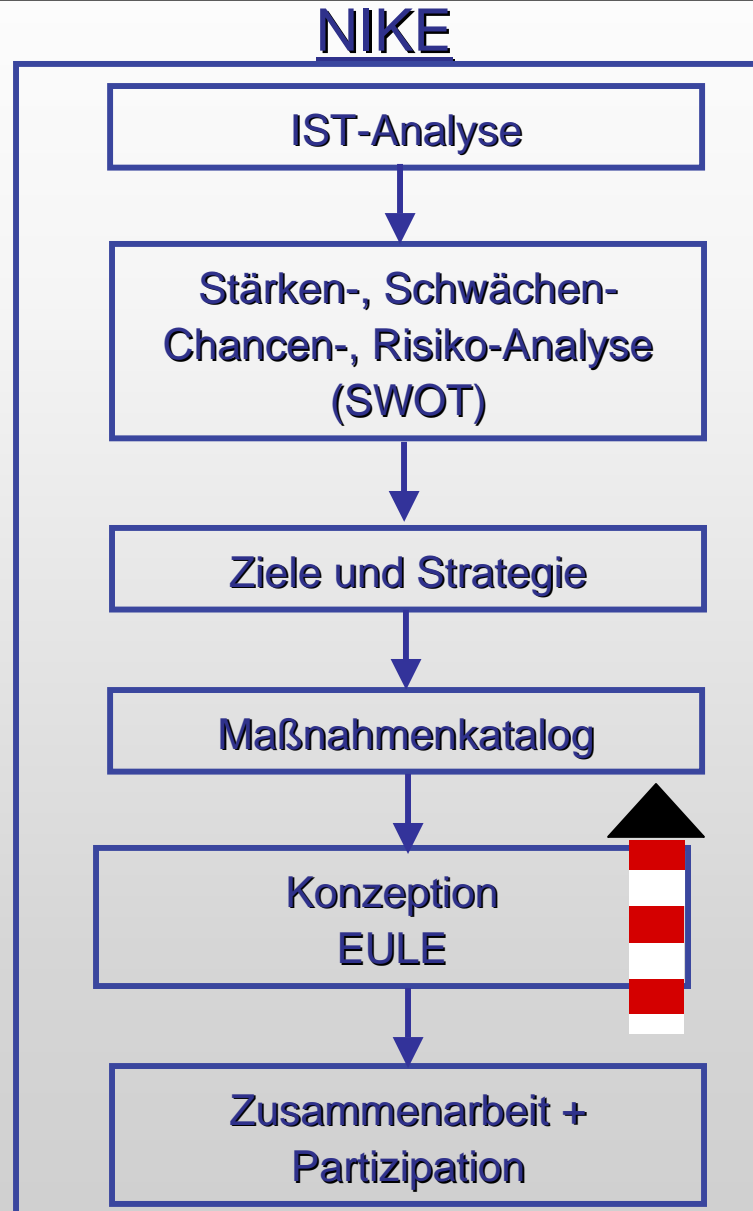 NIKE
IST-Analyse
Stärken-, Schwächen-
Chancen-, Risiko-Analyse
(SWOT)
Ziele und Strategie
Maßnahmenkatalog
Konzeption
EULE
Zusammenarbeit +
Partizipation